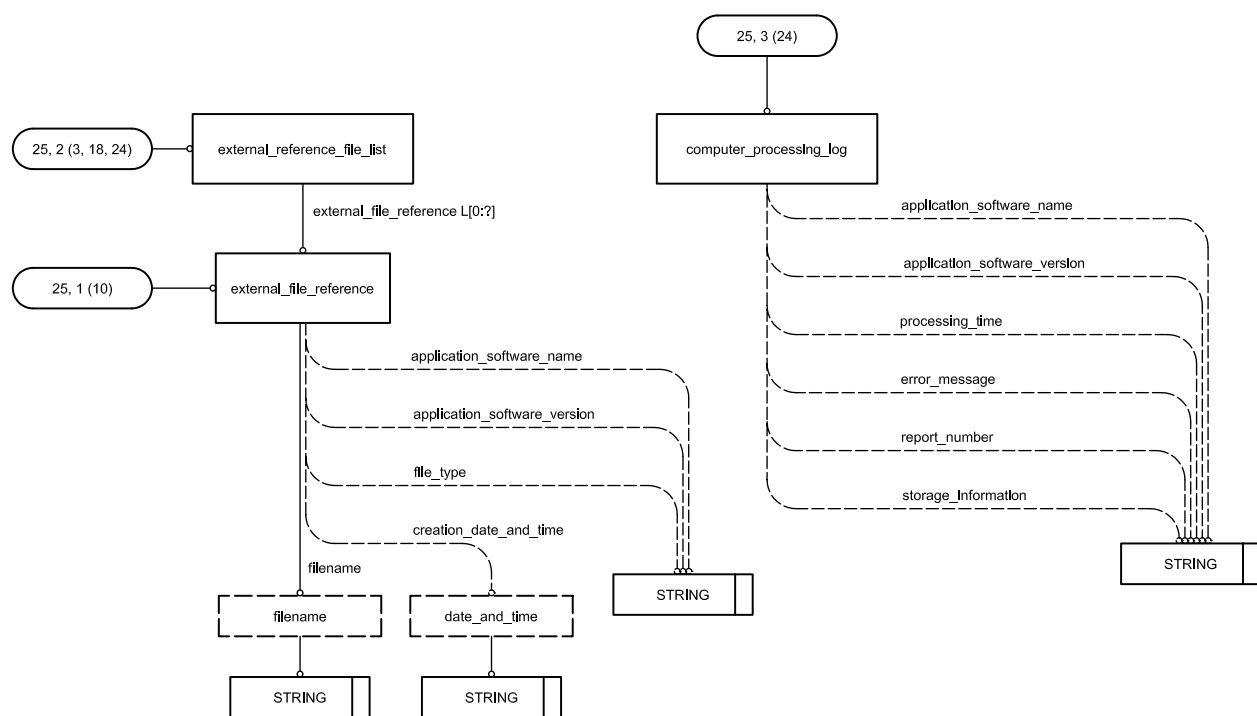 25, 3 (24)
25, 2 (3, 18, 24)
external_reference_file_list
computer_processing_log
external_file_reference L[0:?]
application_software_name
application_software_version
25, 1 (10)
external_file_reference
processing_time
application_software_name
error_message
application_software_version
report_number
file_type
storage_information
creation_date_and_time
filename
STRING
STRING
filename
date_and_time
STRING
STRING